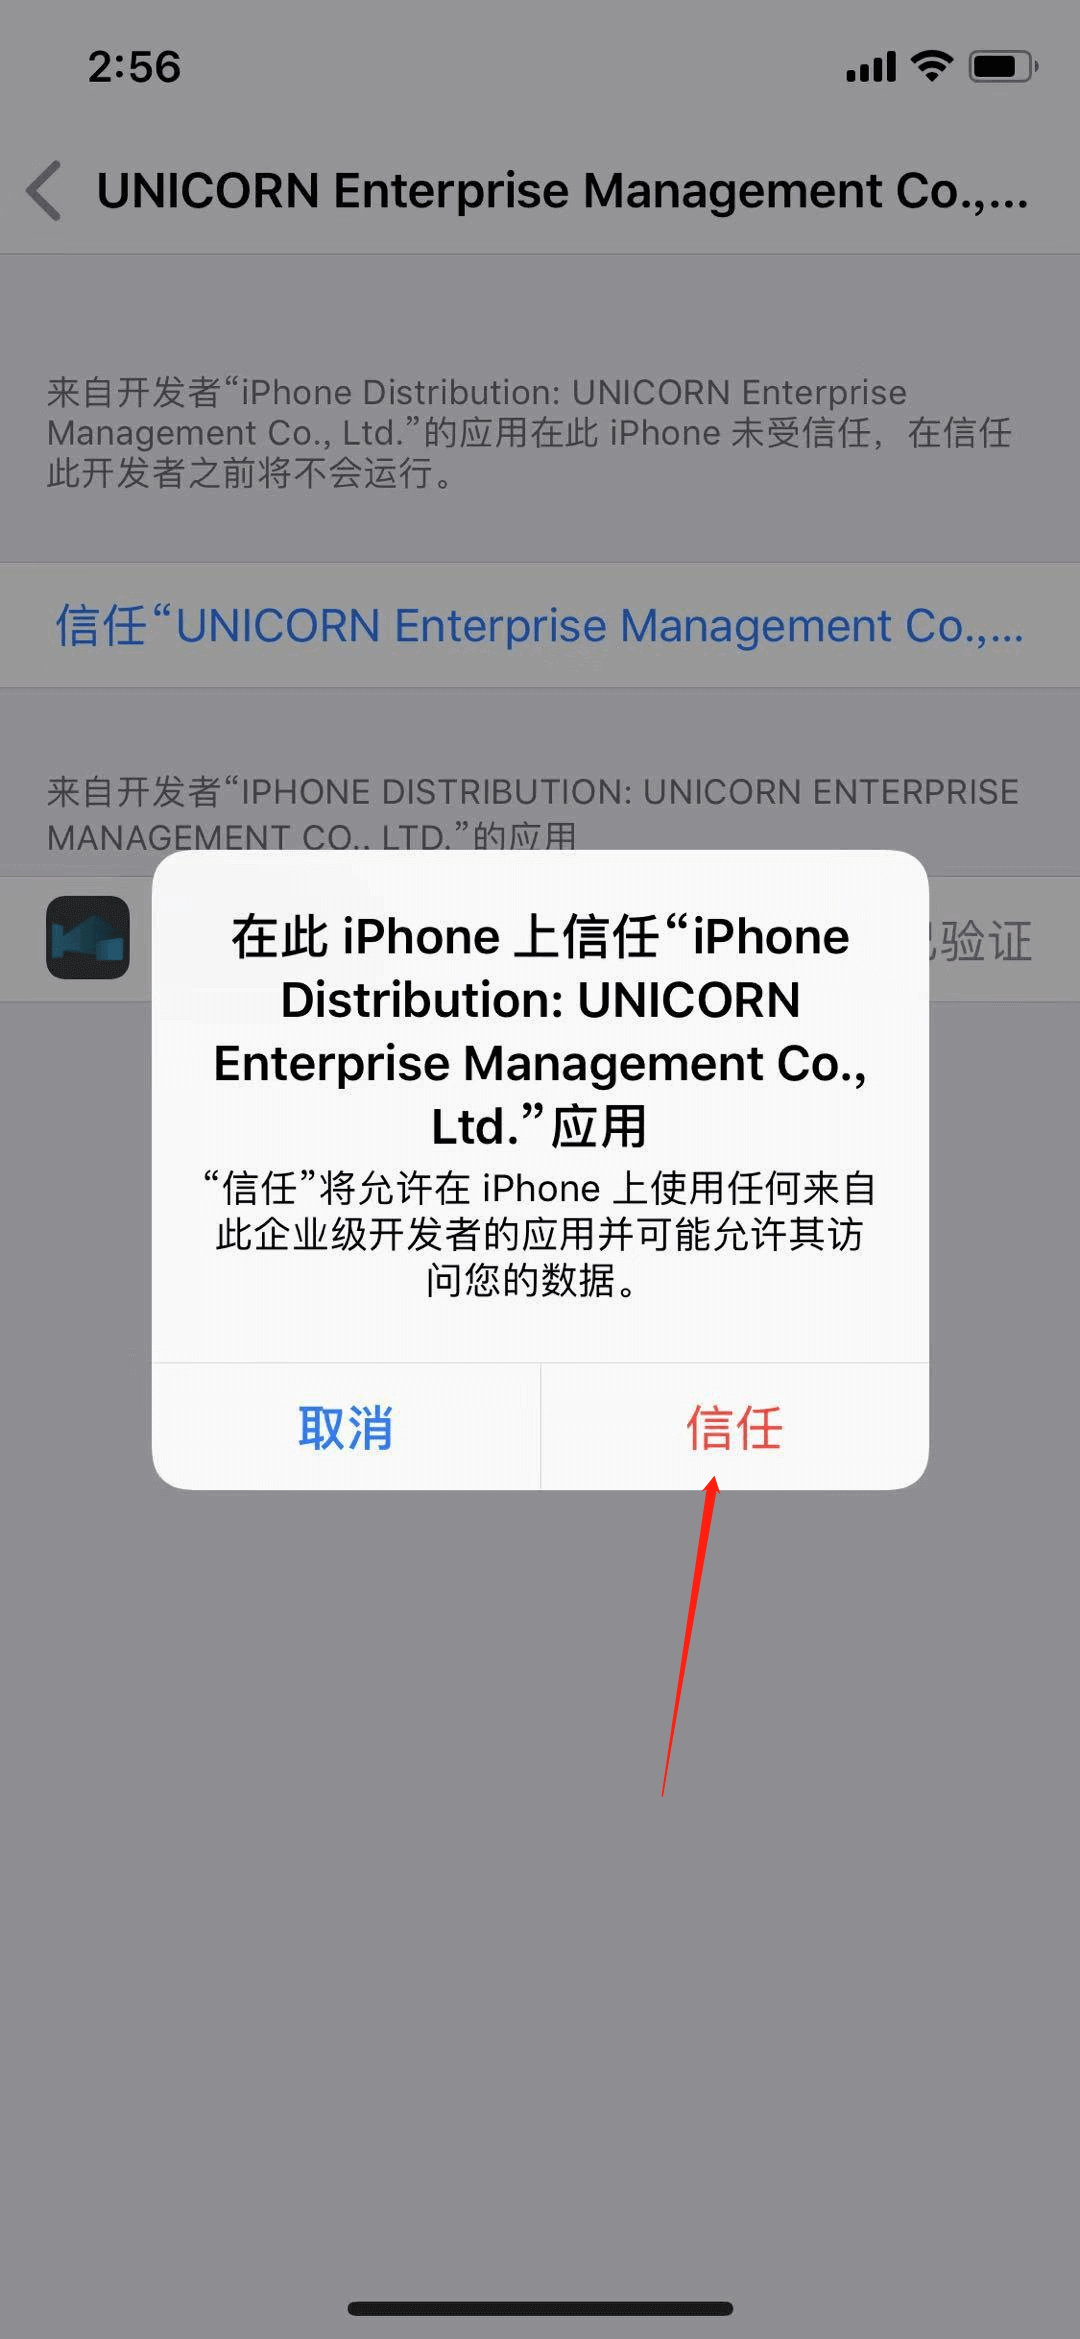 2:56
UNICORN Enterprise Management Co.,...
来自开发者“iPhone Distribution: UNICORN Enterprise
Management Co., Ltd.”的应用在此 iPhone 未受信任，在信任
此开发者之前将不会运行。
信任“UNICORN Enterprise Management Co.,...
来自开发者“IPHONE DISTRIBUTION: UNICORN ENTERPRISE
MANAGEMENT CO., LTD.”的应用
验证
在此 iPhone 上信任“iPhone
Distribution: UNICORN
Enterprise Management Co.,
Ltd.”应用
“信任”将允许在 iPhone 上使用任何来自
此企业级开发者的应用并可能允许其访
问您的数据。
取消
信任